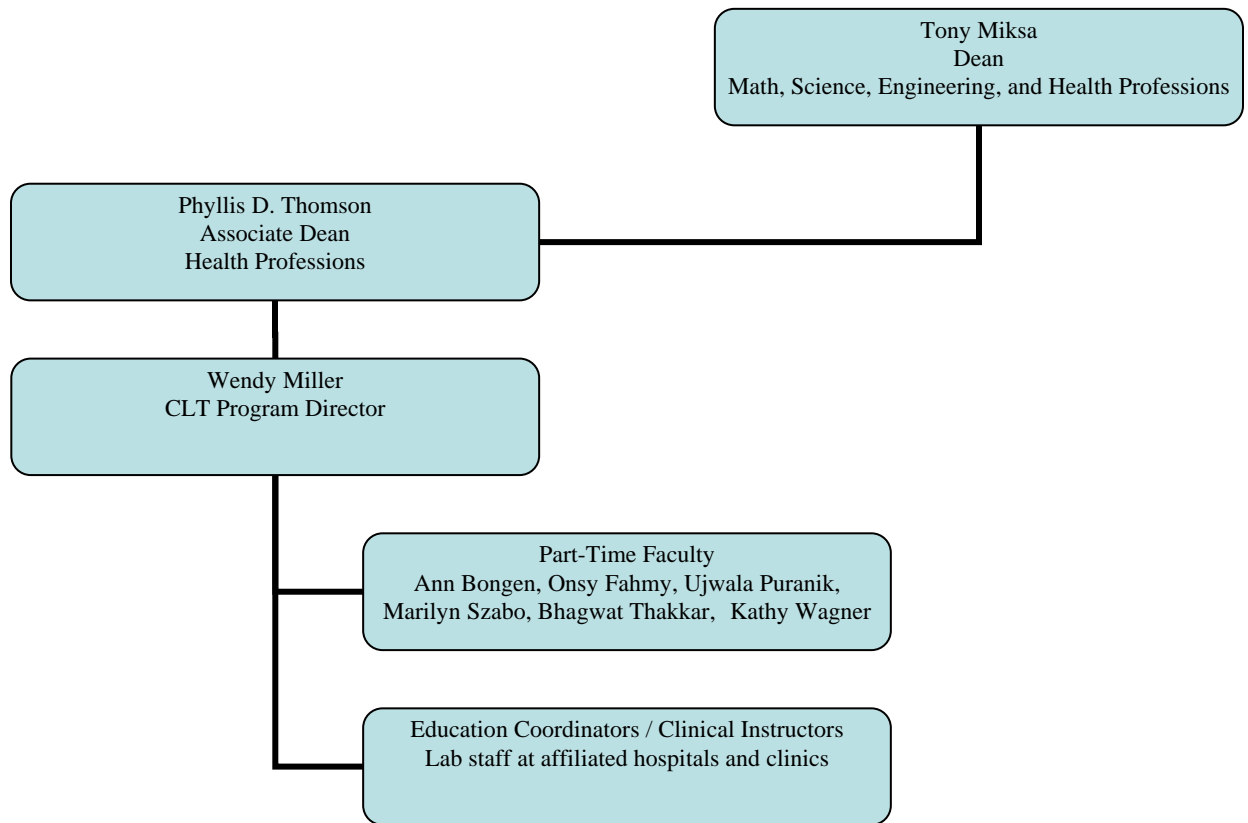 Tony Miksa
Dean
Math, Science, Engineering, and Health Professions
Phyllis D. Thomson
Associate Dean
Health Professions
Wendy Miller
CLT Program Director
Part-Time Faculty
Ann Bongen, Onsy Fahmy, Ujwala Puranik,
Marilyn Szabo, Bhagwat Thakkar, Kathy Wagner
Education Coordinators / Clinical Instructors
Lab staff at affiliated hospitals and clinics